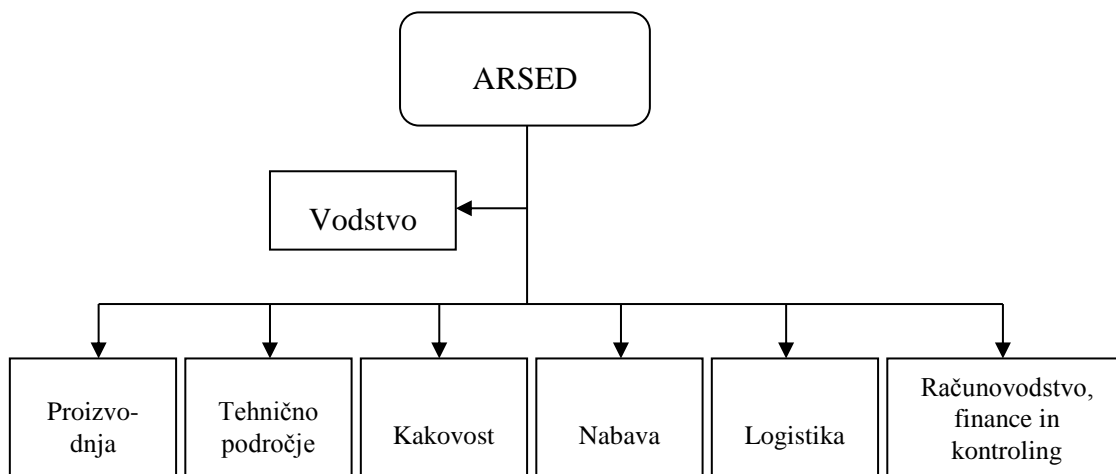 ARSED
Vodstvo
Proizvo-
dnja
Tehnično
področje
Kakovost
Nabava
Logistika
Računovodstvo,
finance in
kontroling